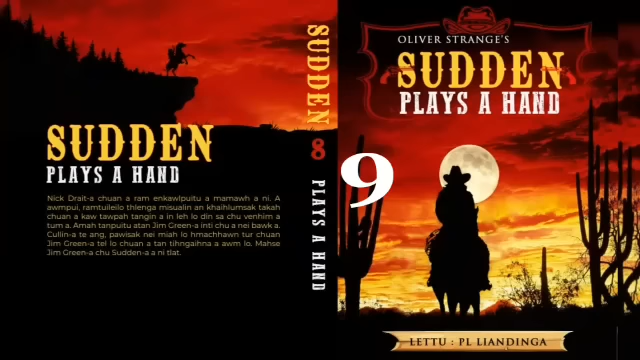 SUDDEN
PLAYS A HAND
Nick Drait-a chuan a ram enkawlpuitu a mamawh a ni. A
awmpui, ramtuileilo thlenga misualin an khaihlumsak takah
chuan a kaw tawpah tangin a in leh lo din sa chu venhim a
tum a. Amah tanpuitu atan Jim Green-a inti chu a nei bawk a.
Cullin-a te ang, pawisak nei miah lo hmachhawn tur chuan
Jim Green-a tel lo chuan a tan tihngaihna a awm lo. Mahse
Jim Green-a chu Sudden-a a ni tlat.
SUDDEN
8
PLAYS A HAND
9
OLIVER STRANGE'S
SUDDEN
PLAYS A HAND
LETTU : PL LIANDINGA